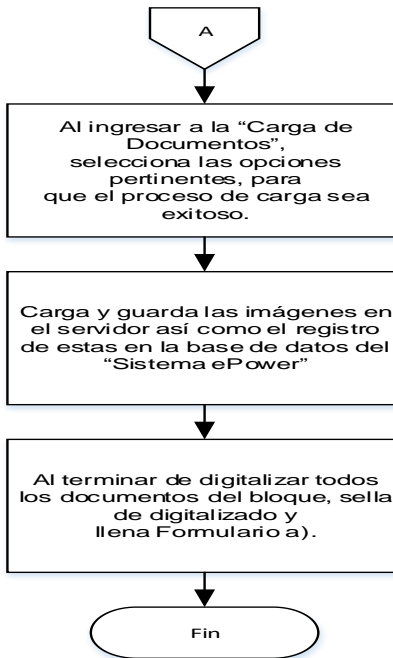 A
Al ingresar a la “Carga de
Documentos”,
selecciona las opciones
pertinentes, para
que el proceso de carga sea
exitoso.
Carga y guarda las imágenes en
el servidor así como el registro
de estas en la base de datos del
“Sistema ePower”
Al terminar de digitalizar todos
los documentos del bloque, sella
de digitalizado y
llena Formulario a).
Fin